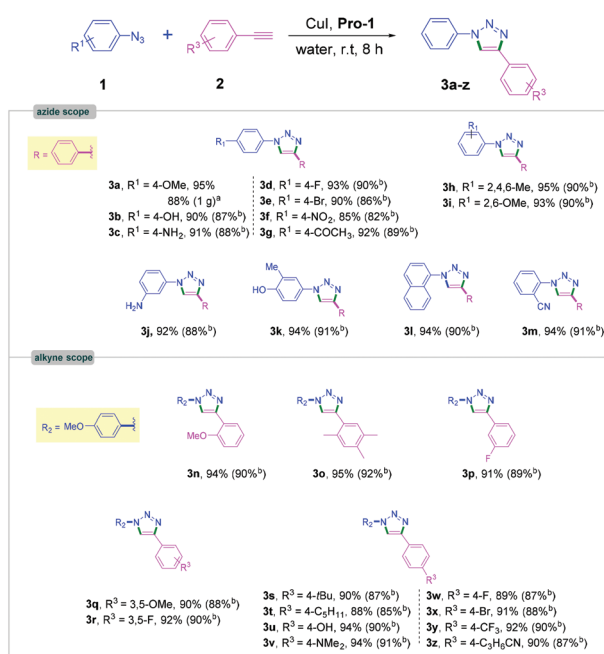 CuI, Pro-1
water, r.t, 8 h
R¹ N₃ + R³
N N N R³
1 2 3a-z
azide scope
R =
R₁ N N N R
R₁ N N N R
3a, R¹ = 4-OMe, 95%
88% (1 g)ᵃ
3b, R¹ = 4-OH, 90% (87%ᵇ)
3c, R¹ = 4-NH₂, 91% (88%ᵇ)
3d, R¹ = 4-F, 93% (90%ᵇ)
3e, R¹ = 4-Br, 90% (86%ᵇ)
3f, R¹ = 4-NO₂, 85% (82%ᵇ)
3g, R¹ = 4-COCH₃, 92% (89%ᵇ)
3h, R¹ = 2,4,6-Me, 95% (90%ᵇ)
3i, R¹ = 2,6-OMe, 93% (90%ᵇ)
H₂N N N N R
Me HO N N N R
N N N R
CN N N N R
3j, 92% (88%ᵇ)
3k, 94% (91%ᵇ)
3l, 94% (90%ᵇ)
3m, 94% (91%ᵇ)
alkyne scope
R₂ = MeO
R₂ N N N MeO
R₂ N N N
R₂ N N N F
3n, 94% (90%ᵇ)
3o, 95% (92%ᵇ)
3p, 91% (89%ᵇ)
R₂ N N N R³
R₂ N N N R³
3q, R³ = 3,5-OMe, 90% (88%ᵇ)
3r, R³ = 3,5-F, 92% (90%ᵇ)
3s, R³ = 4-tBu, 90% (87%ᵇ)
3t, R³ = 4-C₅H₁₁, 88% (85%ᵇ)
3u, R³ = 4-OH, 94% (90%ᵇ)
3v, R³ = 4-NMe₂, 94% (91%ᵇ)
3w, R³ = 4-F, 89% (87%ᵇ)
3x, R³ = 4-Br, 91% (88%ᵇ)
3y, R³ = 4-CF₃, 92% (90%ᵇ)
3z, R³ = 4-C₃H₆CN, 90% (87%ᵇ)